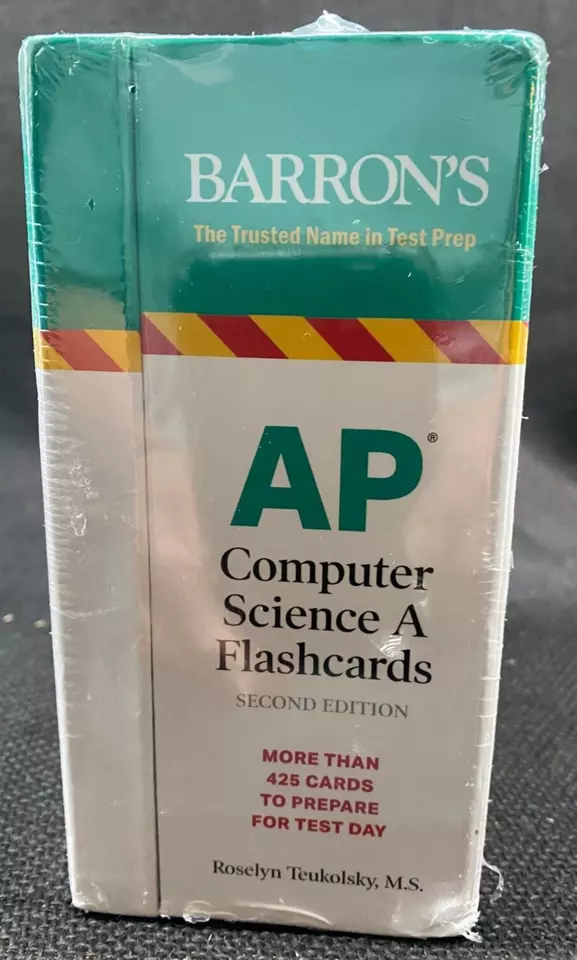 BARRON'S
The Trusted Name in Test Prep
AP®
Computer
Science A
Flashcards
SECOND EDITION
MORE THAN
425 CARDS
TO PREPARE
FOR TEST DAY
Roselyn Teukolsky, M.S.